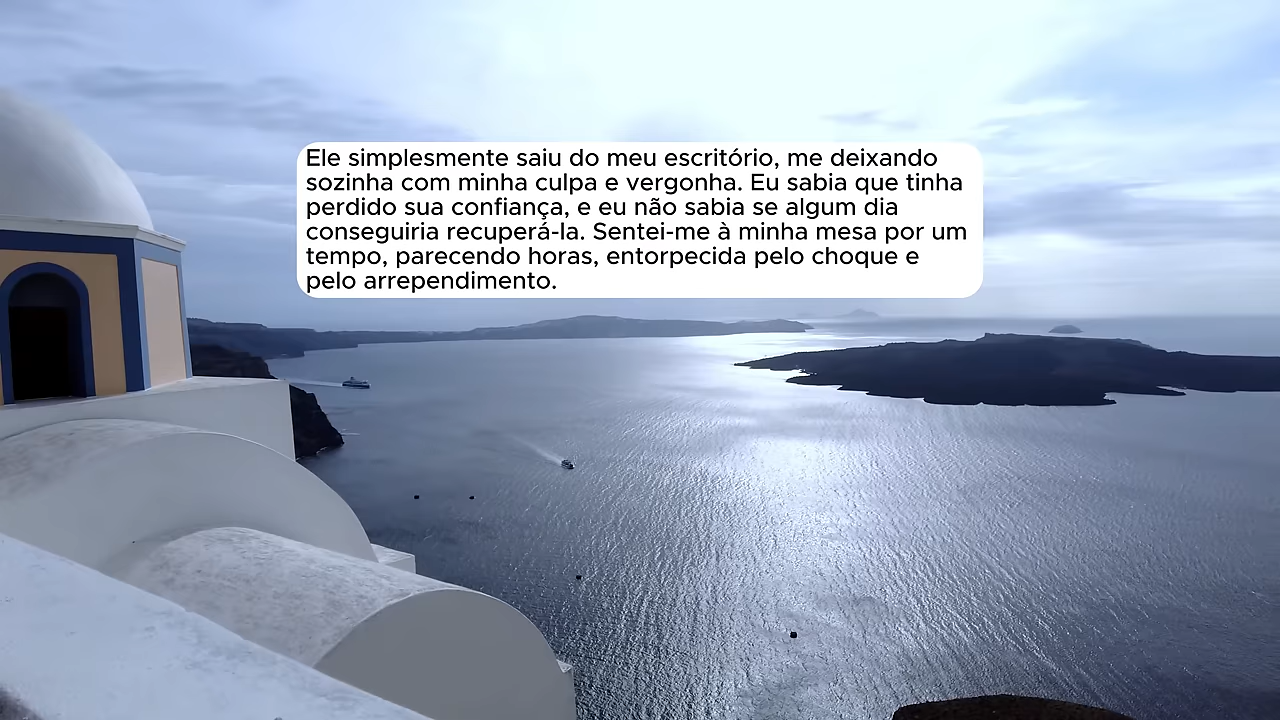 Ele simplesmente saiu do meu escritório, me deixando
sozinha com minha culpa e vergonha. Eu sabia que tinha
perdido sua confiança, e eu não sabia se algum dia
conseguiria recuperá-la. Sentei-me à minha mesa por um
tempo, parecendo horas, entorpecida pelo choque e
pelo arrependimento.